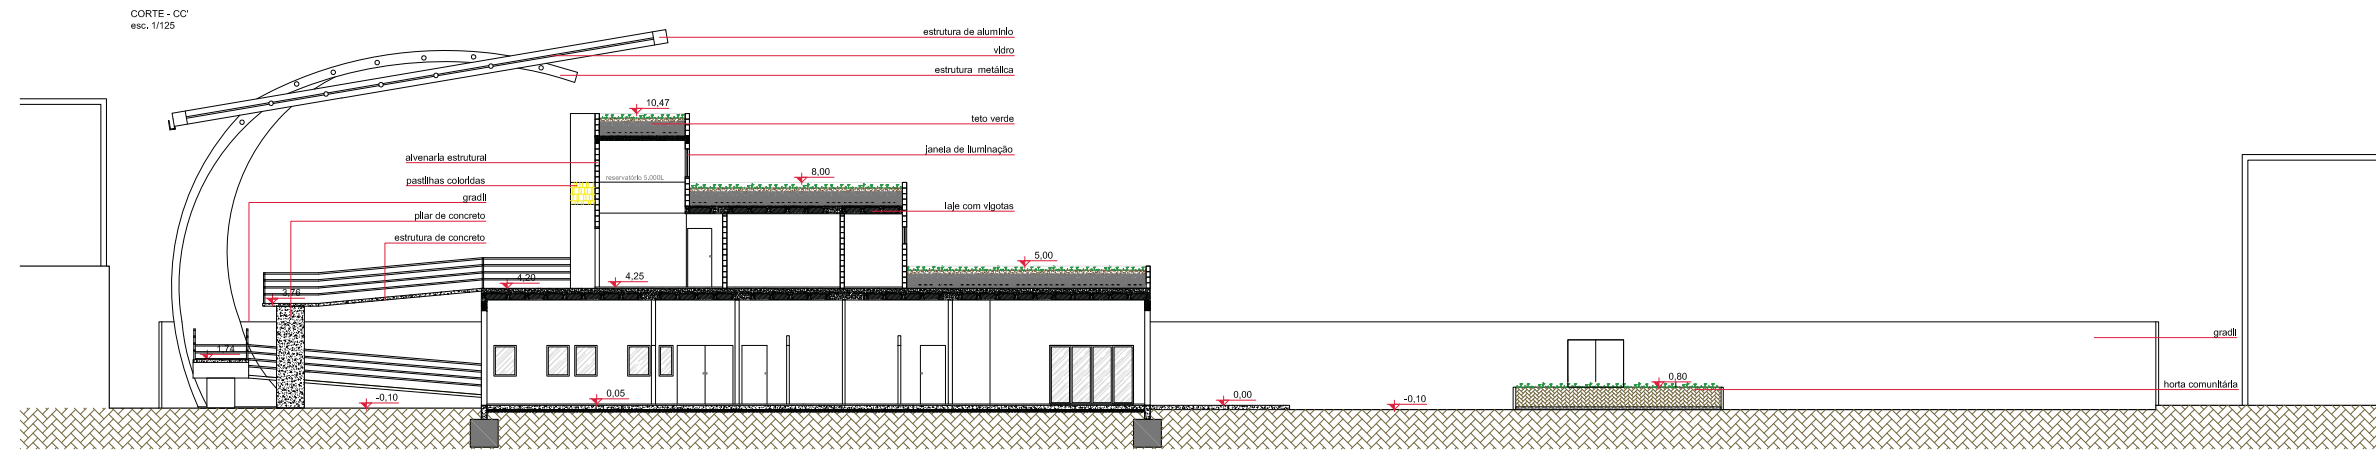 CORTE - CC'
esc. 1/125
estrutura de alumínio
vidro
estrutura metálica
10,47
teto verde
janela de iluminação
alvenaria estrutural
8,00
reservatório 5.000L
pastilhas coloridas
gradil
laje com vigotas
pilar de concreto
estrutura de concreto
5,00
4,20
4,25
3,76
gradil
1,74
0,80
horta comunitária
-0,10
0,05
0,00
-0,10